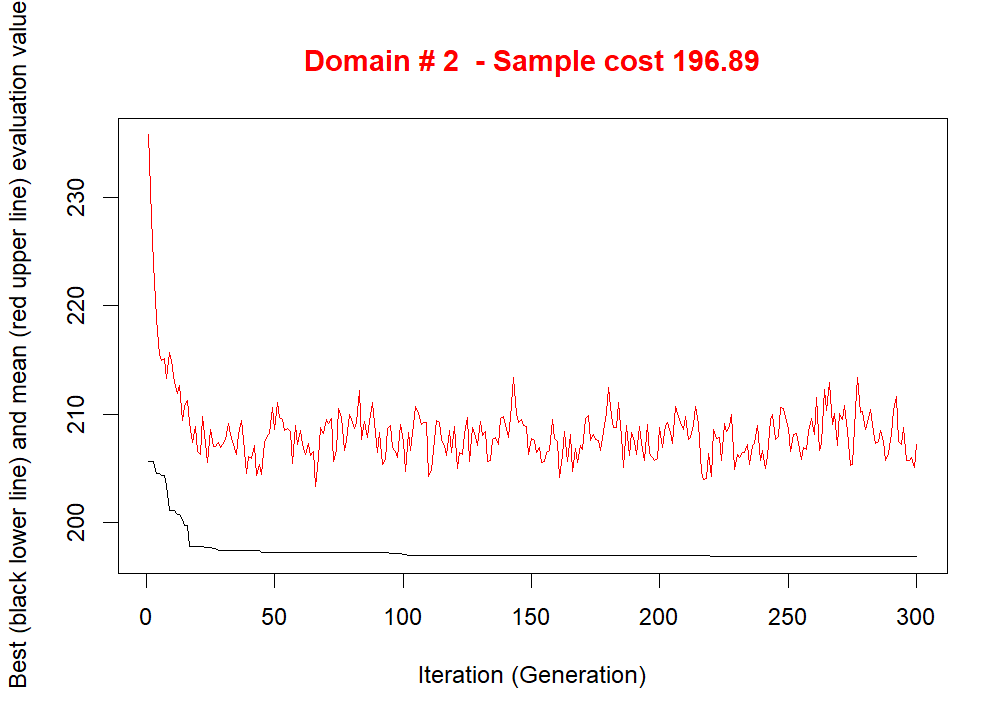 Domain # 2  - Sample cost 196.89
Best (black lower line) and mean (red upper line) evaluation value
230
220
210
200
0 50 100 150 200 250 300
Iteration (Generation)